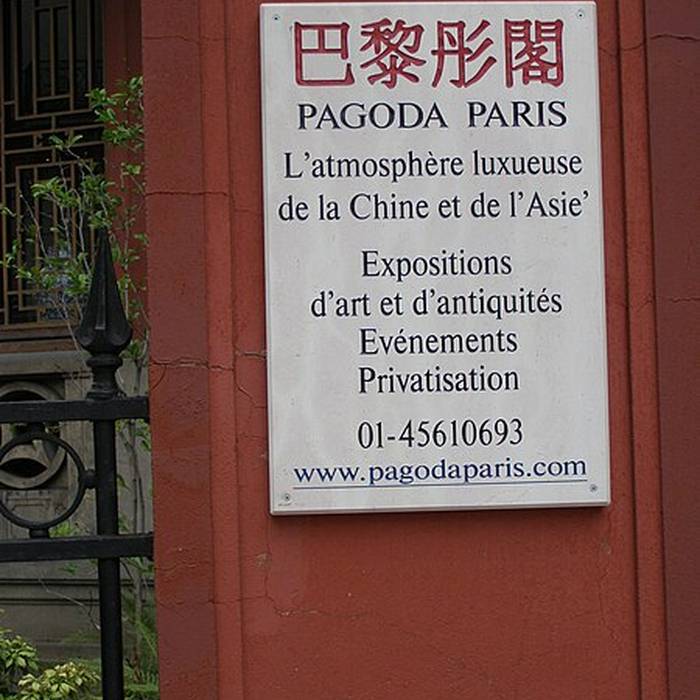 巴黎彤閣
PAGODA PARIS
L'atmosphère luxueuse
de la Chine et de l'Asie'
Expositions
d'art et d'antiquités
Evénements
Privatisation
01-45610693
www.pagodaparis.com